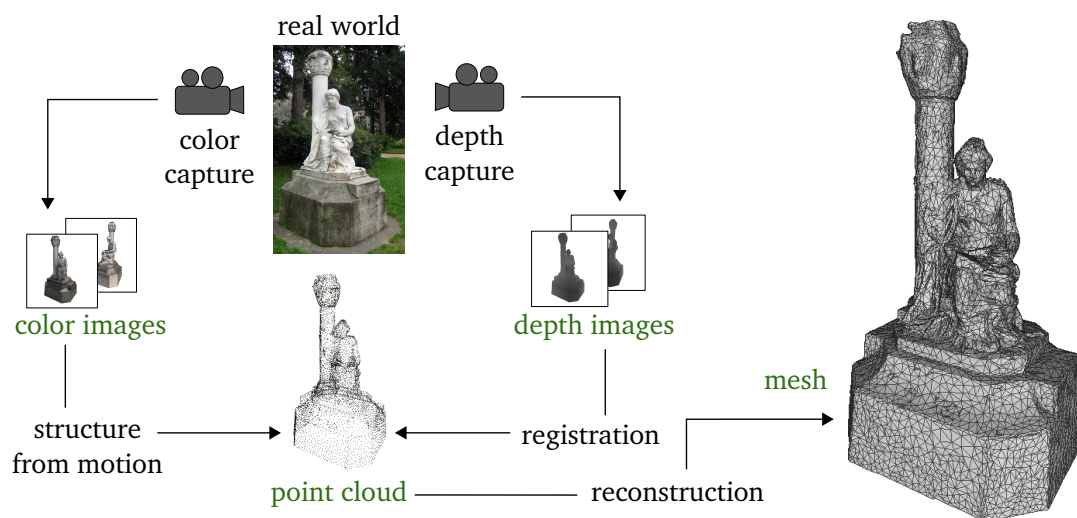 real world
color
capture
depth
capture
color images
depth images
mesh
structure
from motion
registration
point cloud
reconstruction